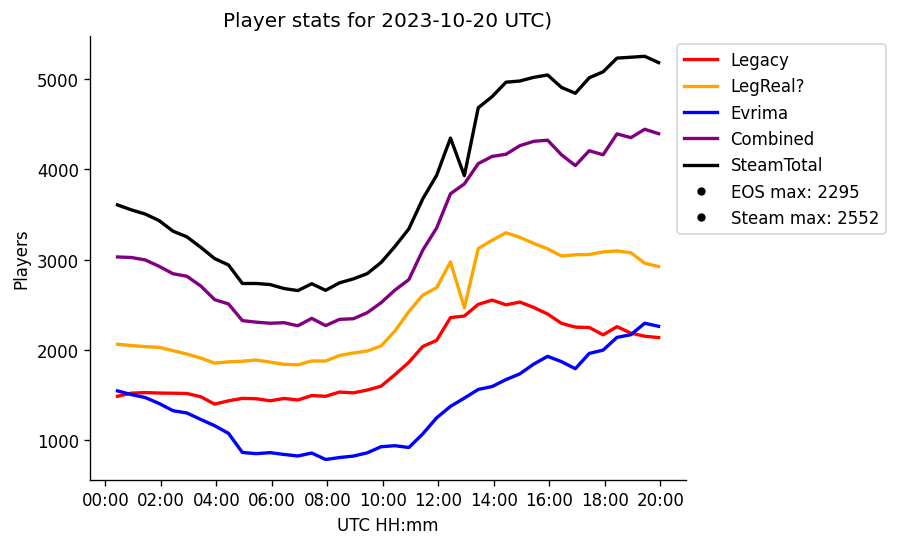 Player stats for 2023-10-20 UTC)
Players
5000
4000
3000
2000
1000
00:00 02:00 04:00 06:00 08:00 10:00 12:00 14:00 16:00 18:00 20:00
UTC HH:mm
Legacy
LegReal?
Evrima
Combined
SteamTotal
EOS max: 2295
Steam max: 2552